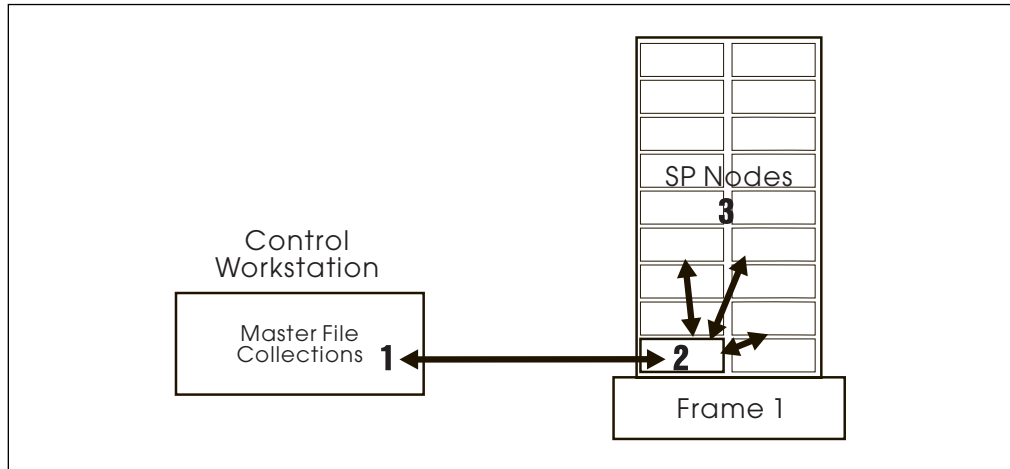 SP Nodes
3
Control
Workstation
Master File
Collections 1
2
Frame 1